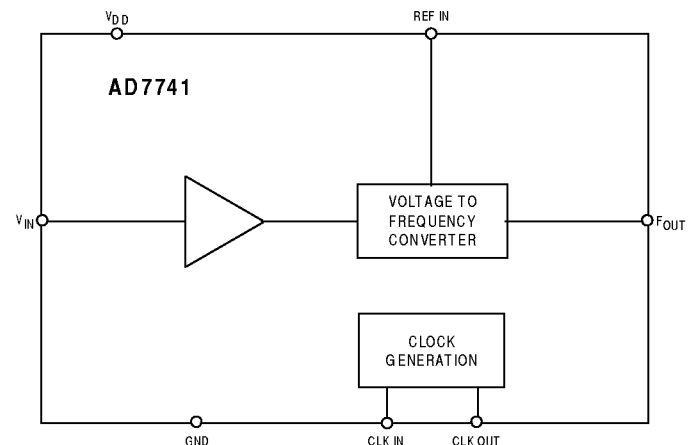 VDD
REF IN
AD7741
VIN
VOLTAGE TO
FREQUENCY
CONVERTER
FOUT
CLOCK
GENERATION
GND
CLK IN
CLK OUT